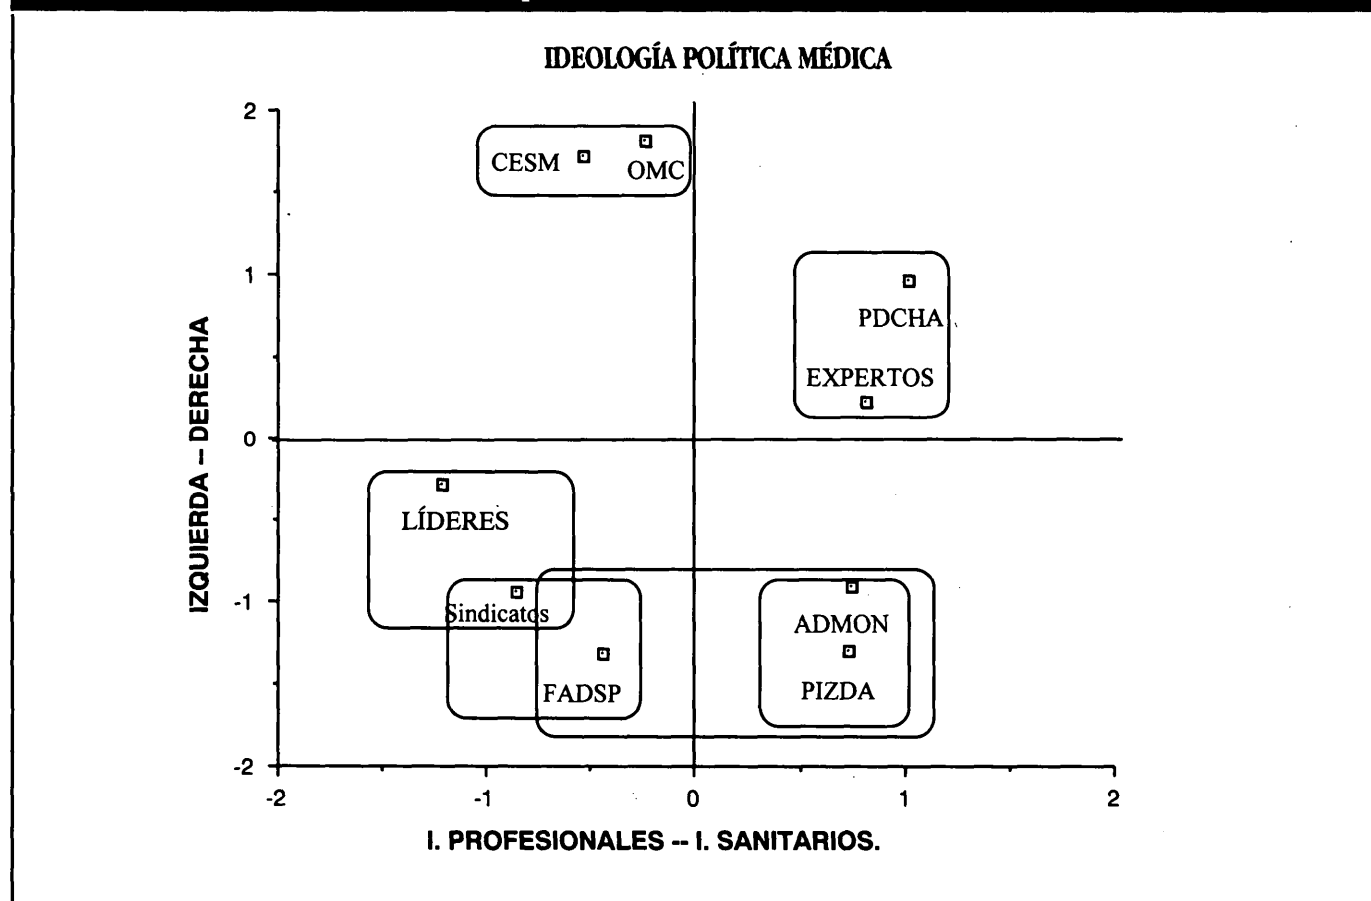 IDEOLOGÍA POLÍTICA MÉDICA
2
CESM
OMC
1
PDCHA
EXPERTOS
IZQUIERDA -- DERECHA
0
LÍDERES
-1
Sindicatos
ADMON
FADSP
PIZDA
-2
-2 -1 0 1 2
I. PROFESIONALES -- I. SANITARIOS.